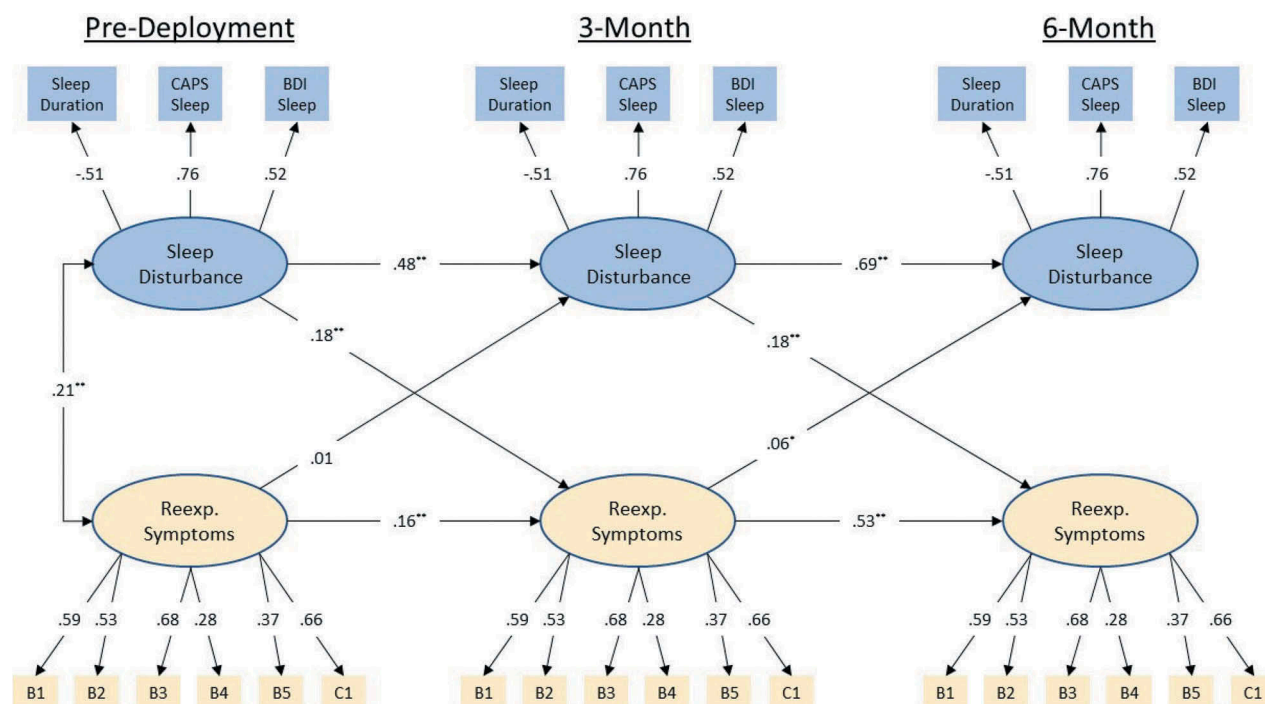 Pre-Deployment
3-Month
6-Month
Sleep
Duration
CAPS
Sleep
BDI
Sleep
Sleep
Duration
CAPS
Sleep
BDI
Sleep
Sleep
Duration
CAPS
Sleep
BDI
Sleep
-.51
.76
.52
-.51
.76
.52
-.51
.76
.52
Sleep
Disturbance
.48**
Sleep
Disturbance
.69**
Sleep
Disturbance
.18**
.18**
.21**
.01
.06*
Reexp.
Symptoms
.16**
Reexp.
Symptoms
.53**
Reexp.
Symptoms
.59
.53
.68
.28
.37
.66
.59
.53
.68
.28
.37
.66
.59
.53
.68
.28
.37
.66
B1
B2
B3
B4
B5
C1
B1
B2
B3
B4
B5
C1
B1
B2
B3
B4
B5
C1